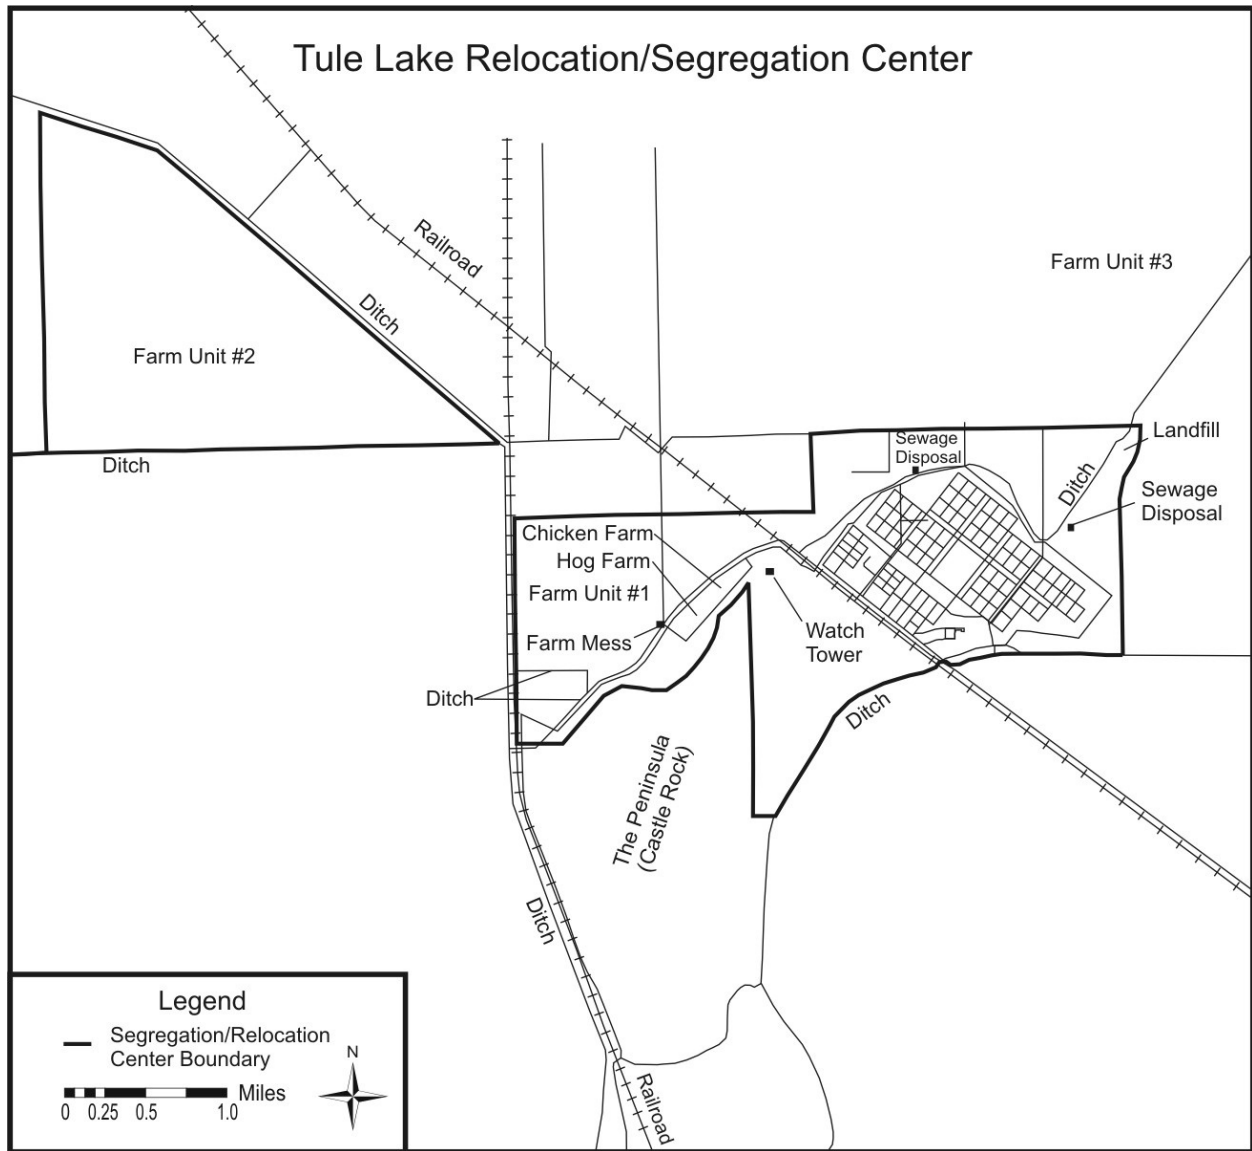 Tule Lake Relocation/Segregation Center
Railroad
Farm Unit #3
Ditch
Farm Unit #2
Ditch
Landfill
Sewage
Disposal
Ditch
Sewage
Disposal
Chicken Farm
Hog Farm
Farm Unit #1
Farm Mess
Watch
Tower
Ditch
Ditch
The Peninsula
(Castle Rock)
Ditch
Railroad
Legend
Segregation/Relocation
Center Boundary
N
Miles
0 0.25 0.5 1.0